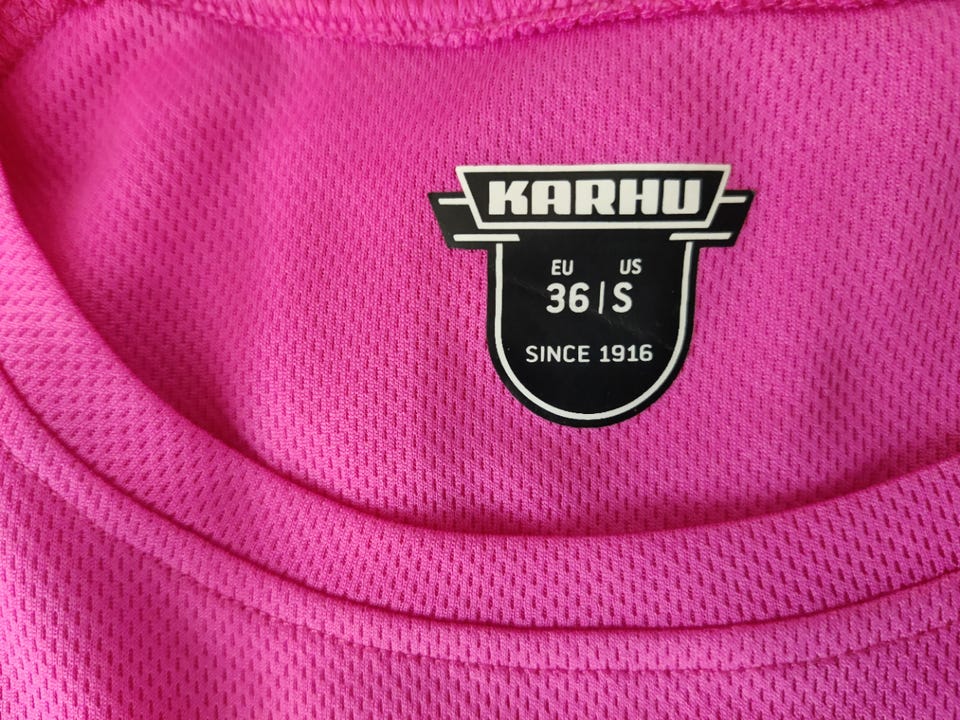 KARHU
EU US
36 | S
SINCE 1916